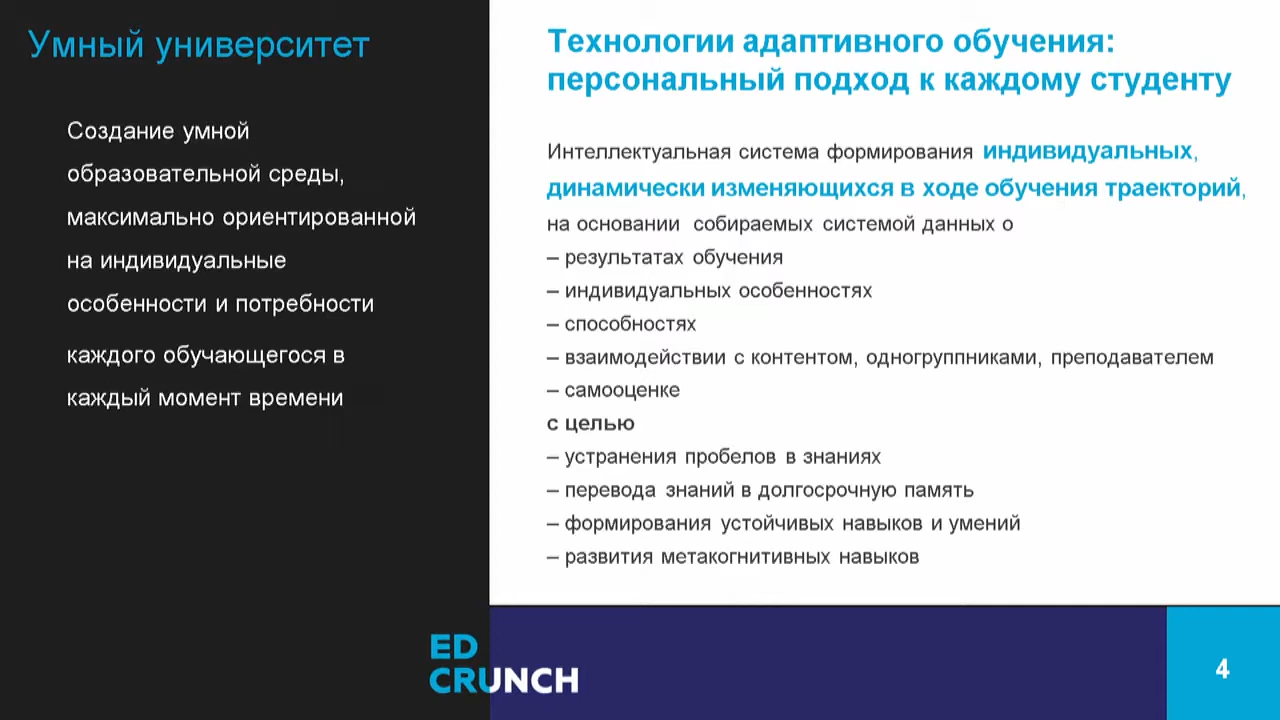 Умный университет
Создание умной
образовательной среды,
максимально ориентированной
на индивидуальные
особенности и потребности
каждого обучающегося в
каждый момент времени
Технологии адаптивного обучения:
персональный подход к каждому студенту
Интеллектуальная система формирования индивидуальных,
динамически изменяющихся в ходе обучения траекторий,
на основании собираемых системой данных о
– результатах обучения
– индивидуальных особенностях
– способностях
– взаимодействии с контентом, одногруппниками, преподавателем
– самооценке
с целью
– устранения пробелов в знаниях
– перевода знаний в долгосрочную память
– формирования устойчивых навыков и умений
– развития метакогнитивных навыков
ED
CRUNCH
4